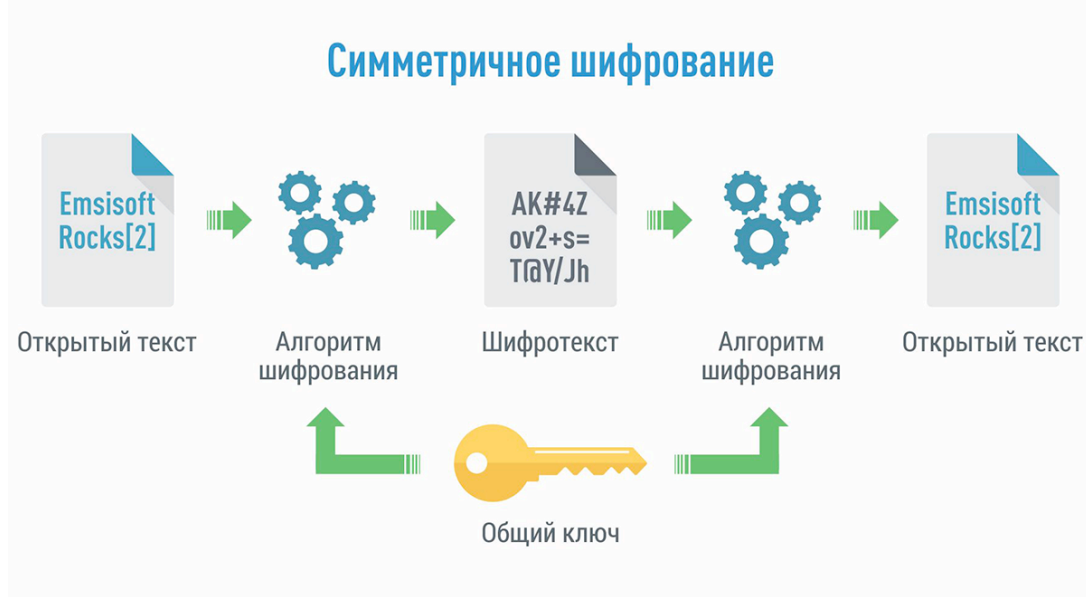 Симметричное шифрование
Emsisoft
Rocks[2]
AK#4Z
ov2+s=
T@Y/Jh
Emsisoft
Rocks[2]
Открытый текст
Алгоритм
шифрования
Шифротекст
Алгоритм
шифрования
Открытый текст
Общий ключ